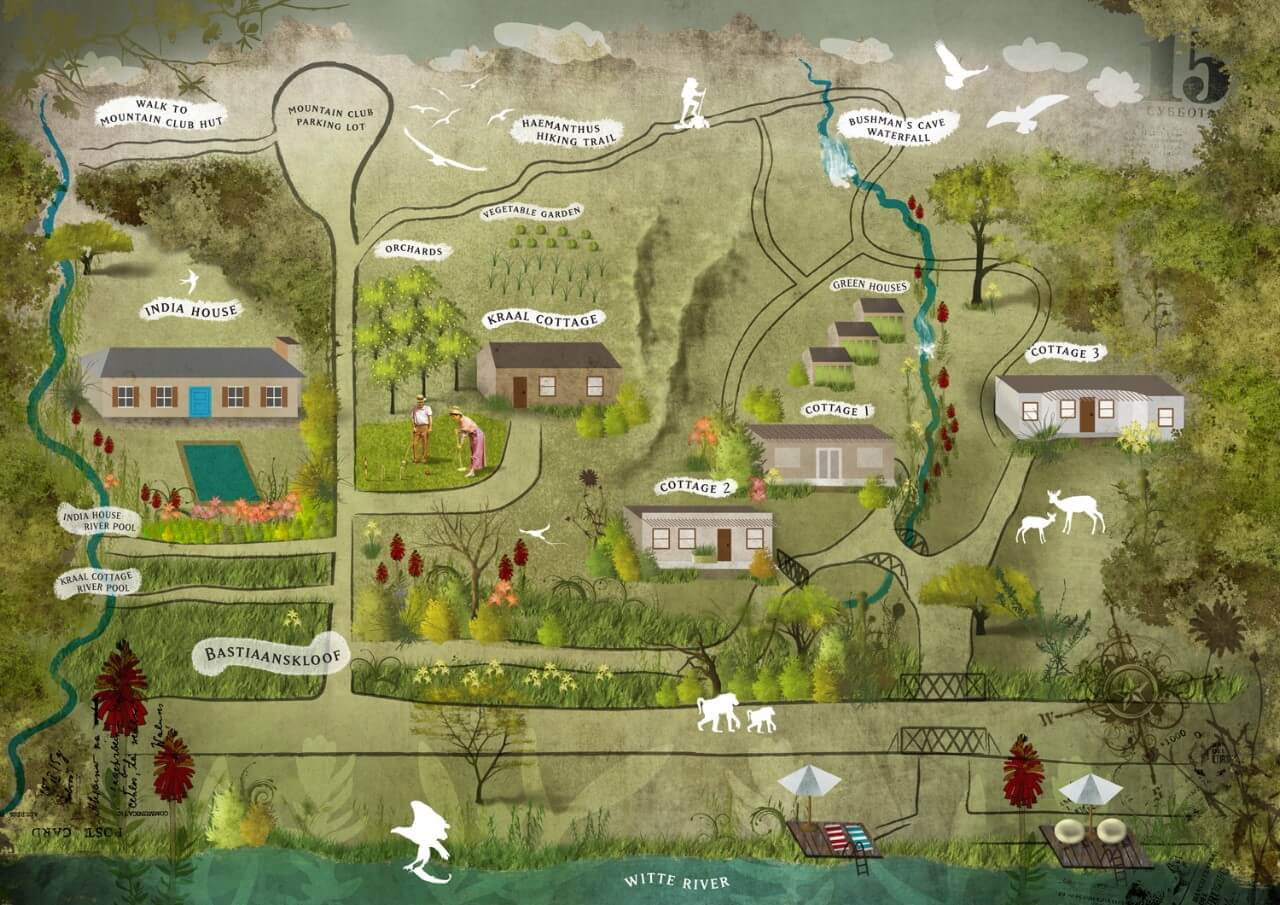 15
СУББОТА
WALK TO
MOUNTAIN CLUB HUT
MOUNTAIN CLUB
PARKING LOT
HAEMANTHUS
HIKING TRAIL
BUSHMAN'S CAVE
WATERFALL
VEGETABLE GARDEN
ORCHARDS
INDIA HOUSE
KRAAL COTTAGE
GREEN HOUSES
COTTAGE 3
COTTAGE 1
COTTAGE 2
INDIA HOUSE
RIVER POOL
KRAAL COTTAGE
RIVER POOL
BASTIAANSKLOOF
POST CARD
WITTE RIVER